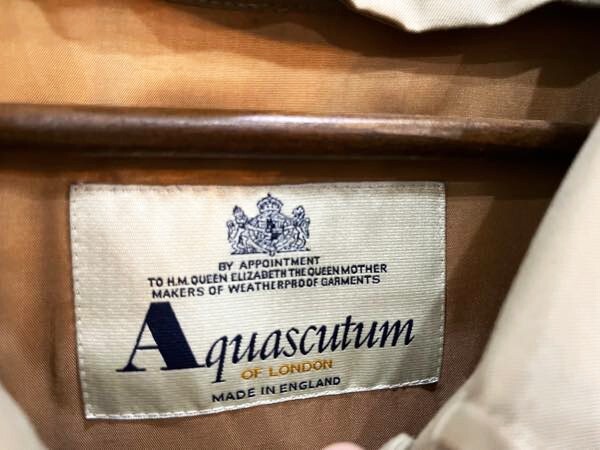 BY APPOINTMENT
TO H.M. QUEEN ELIZABETH THE QUEEN MOTHER
MAKERS OF WEATHERPROOF GARMENTS
Aquascutum
OF LONDON
MADE IN ENGLAND